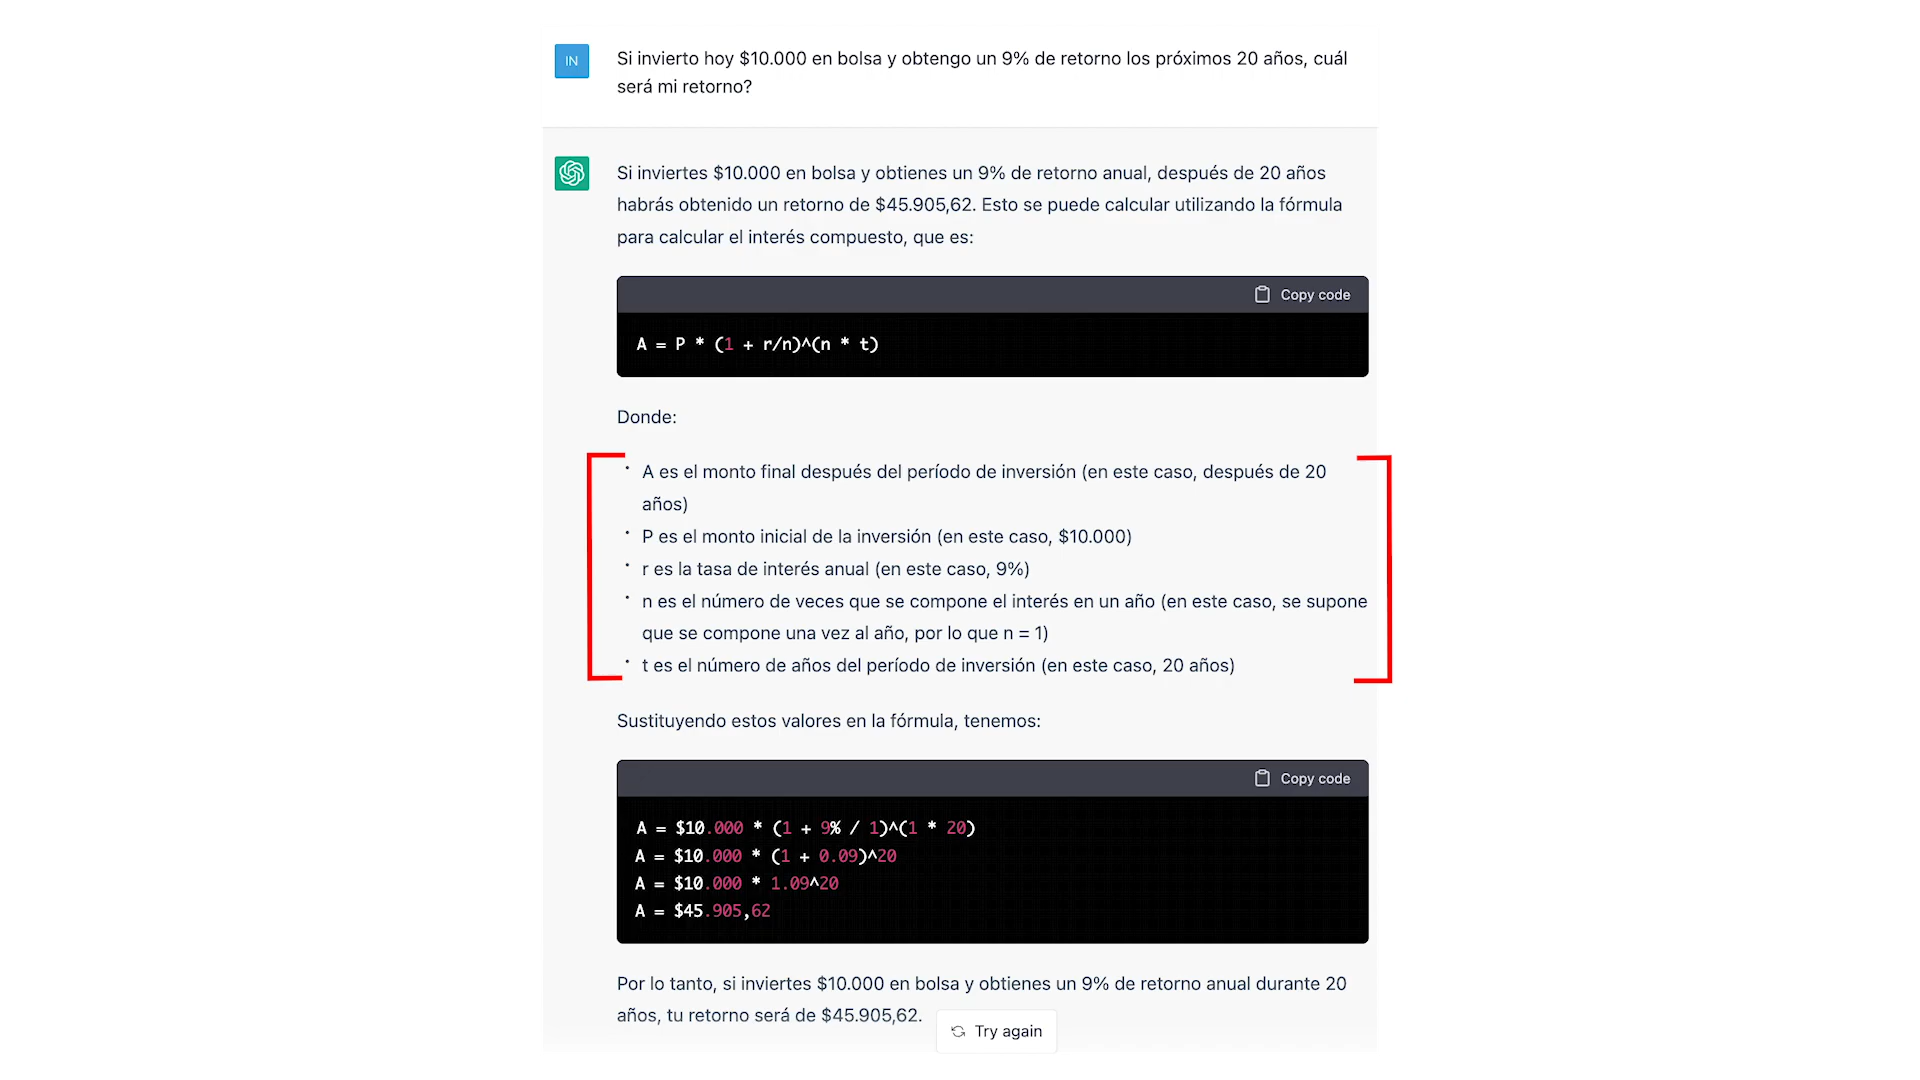 IN
Si invierto hoy $10.000 en bolsa y obtengo un 9% de retorno los próximos 20 años, cuál
será mi retorno?
Si inviertes $10.000 en bolsa y obtienes un 9% de retorno anual, después de 20 años
habrás obtenido un retorno de $45.905,62. Esto se puede calcular utilizando la fórmula
para calcular el interés compuesto, que es:
Copy code
A = P * (1 + r/n)^(n * t)
Donde:
• A es el monto final después del período de inversión (en este caso, después de 20
años)
• P es el monto inicial de la inversión (en este caso, $10.000)
• r es la tasa de interés anual (en este caso, 9%)
• n es el número de veces que se compone el interés en un año (en este caso, se supone
que se compone una vez al año, por lo que n = 1)
• t es el número de años del período de inversión (en este caso, 20 años)
Sustituyendo estos valores en la fórmula, tenemos:
Copy code
A = $10.000 * (1 + 9% / 1)^(1 * 20)
A = $10.000 * (1 + 0.09)^20
A = $10.000 * 1.09^20
A = $45.905,62
Por lo tanto, si inviertes $10.000 en bolsa y obtienes un 9% de retorno anual durante 20
años, tu retorno será de $45.905,62.
Try again